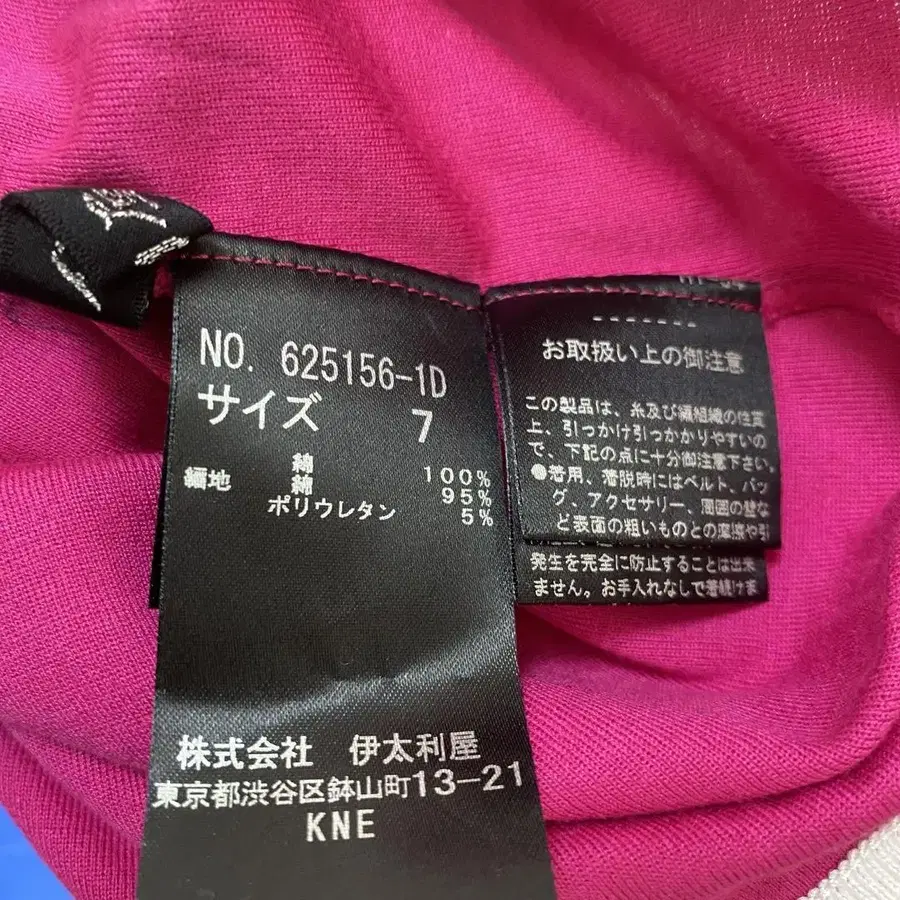 NO. 625156-1D
サイズ 7
綿 100%
編地 綿 95%
ポリウレタン 5%
株式会社 伊太利屋
東京都渋谷区鉢山町13-21
KNE
お取扱い上の御注意
この製品は、糸及び編組織の性質
上、引っかけ引っかかりやすいの
で、下記の点に十分御注意下さい。
●着用、着脱時にはベルト、バッ
グ、アクセサリー、周囲の壁な
ど表面の粗いものとの摩擦や引
発生を完全に防止することは出来
ません。お手入れなしで着続けま